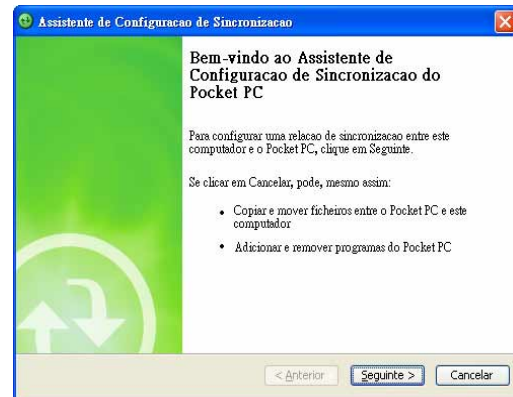 Assistente de Configuracao de Sincronizacao
Bem-vindo ao Assistente de
Configuracao de Sincronizacao do
Pocket PC
Para configurar uma relacao de sincronizacao entre este
computador e o Pocket PC, clique em Seguinte.
Se clicar em Cancelar, pode, mesmo assim:
• Copiar e mover ficheiros entre o Pocket PC e este
computador
• Adicionar e remover programas do Pocket PC
< Anterior Seguinte > Cancelar